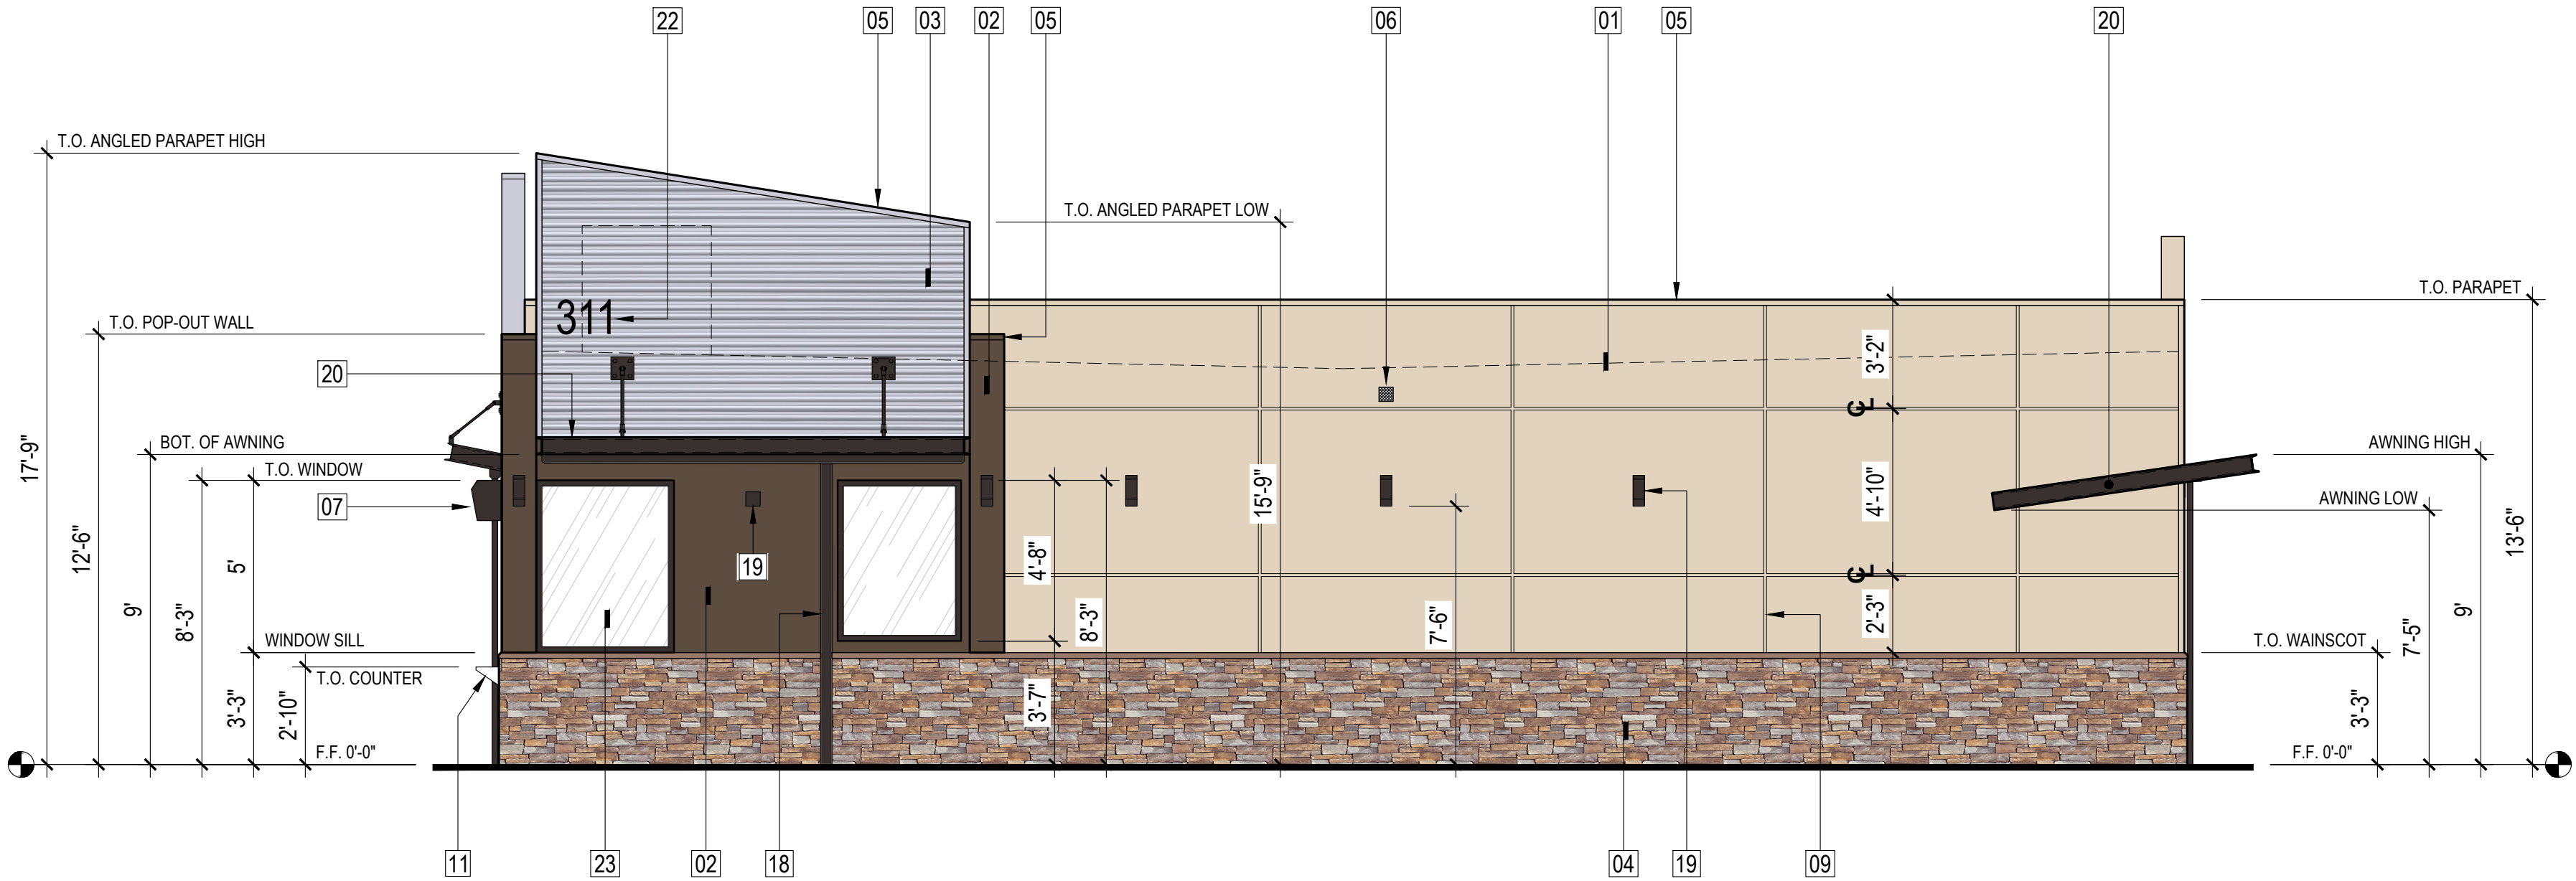 22
05
03
02
05
06
01
05
20
T.O. ANGLED PARAPET HIGH
T.O. ANGLED PARAPET LOW
T.O. PARAPET
T.O. POP-OUT WALL
311
20
3'-2"
CL
17'-9"
BOT. OF AWNING
AWNING HIGH
T.O. WINDOW
07
AWNING LOW
15'-9"
4'-10"
13'-6"
12'-6"
5'
19
4'-8"
CL
9'
8'-3"
8'-3"
7'-6"
2'-3"
9'
7'-5"
WINDOW SILL
T.O. WAINSCOT
T.O. COUNTER
3'-3"
2'-10"
3'-7"
3'-3"
F.F. 0'-0"
F.F. 0'-0"
11
23
02
18
04
19
09